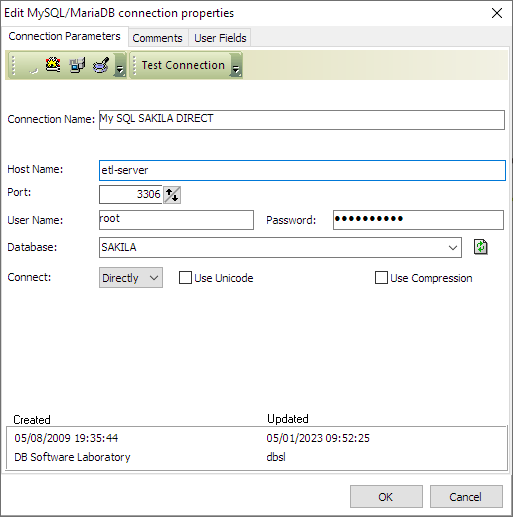 Edit MySQL/MariaDB connection properties
Connection Parameters Comments User Fields
Test Connection
Connection Name: My SQL SAKILA DIRECT
Host Name: etl-server
Port: 3306
User Name: root Password: ••••••••••
Database: SAKILA
Connect: Directly Use Unicode Use Compression
Created Updated
05/08/2009 19:35:44 05/01/2023 09:52:25
DB Software Laboratory dbsl
OK Cancel